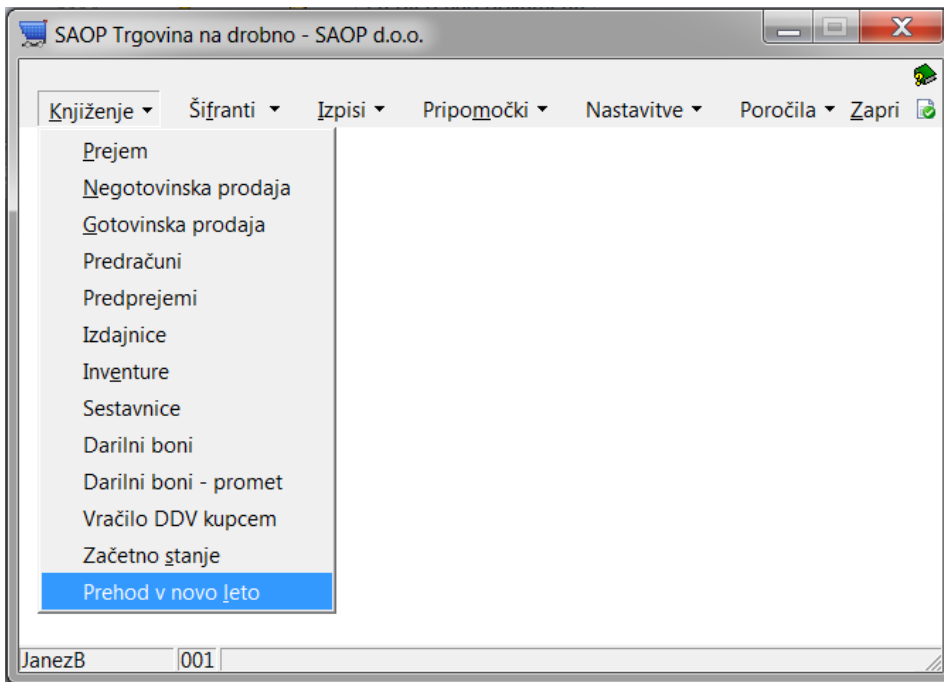 SAOP Trgovina na drobno - SAOP d.o.o.
Knjiženje Šifranti Izpisi Pripomočki Nastavitve Poročila Zapri
Prejem
Negotovinska prodaja
Gotovinska prodaja
Predračuni
Predprejemi
Izdajnice
Inventure
Sestavnice
Darilni boni
Darilni boni - promet
Vračilo DDV kupcem
Začetno stanje
Prehod v novo leto
JanezB 001